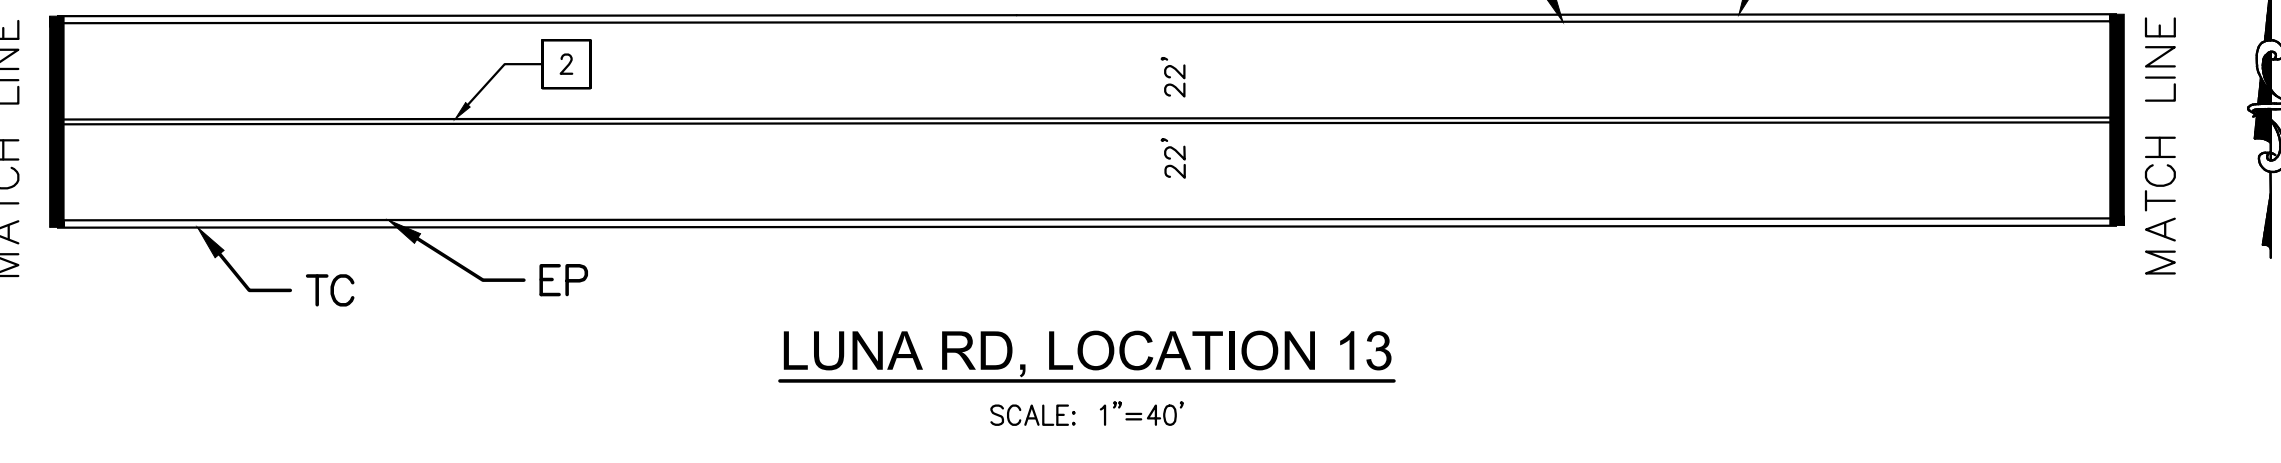 MATCH LINE
2
22'
22'
MATCH LINE
TC
EP
LUNA RD, LOCATION 13
SCALE: 1"=40'